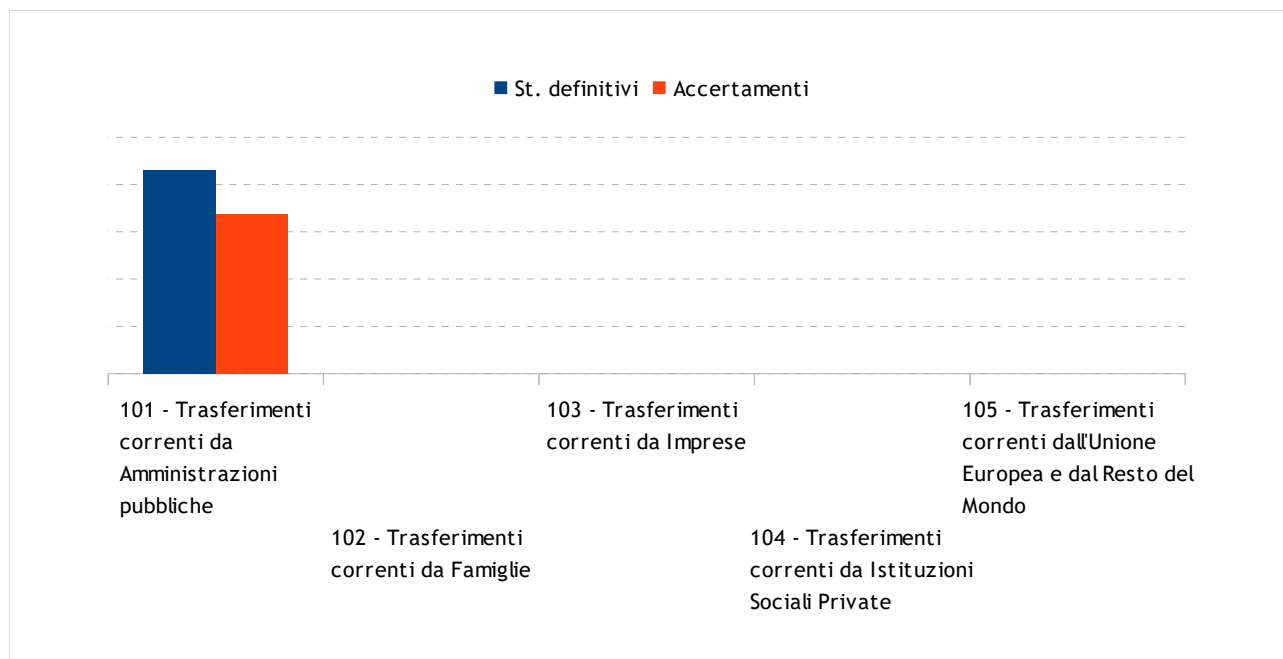 St. definitivi Accertamenti
101 - Trasferimenti
correnti da
Amministrazioni
pubbliche
102 - Trasferimenti
correnti da Famiglie
103 - Trasferimenti
correnti da Imprese
104 - Trasferimenti
correnti da Istituzioni
Sociali Private
105 - Trasferimenti
correnti dall'Unione
Europea e dal Resto del
Mondo